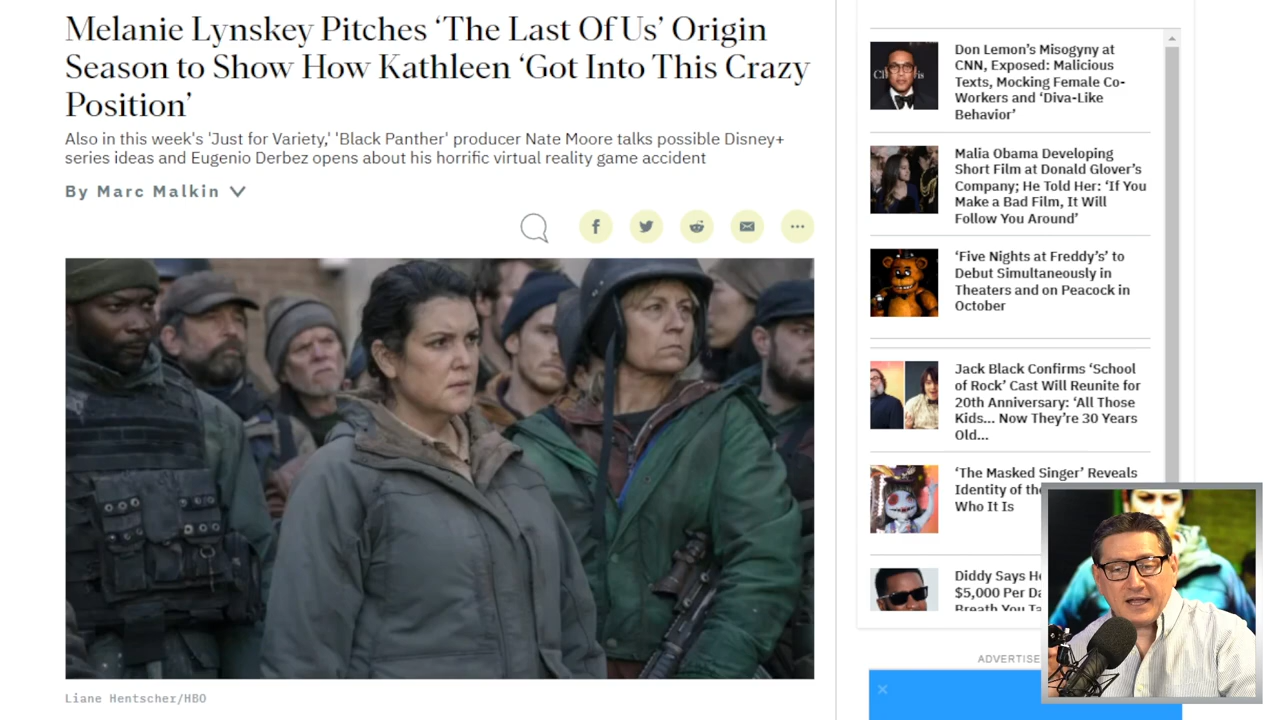 Melanie Lynskey Pitches ‘The Last Of Us’ Origin
Season to Show How Kathleen ‘Got Into This Crazy
Position’
Also in this week's 'Just for Variety,' 'Black Panther' producer Nate Moore talks possible Disney+
series ideas and Eugenio Derbez opens about his horrific virtual reality game accident
By Marc Malkin
Liane Hentscher/HBO
Don Lemon’s Misogyny at
CNN, Exposed: Malicious
Texts, Mocking Female Co-
Workers and ‘Diva-Like
Behavior’
Malia Obama Developing
Short Film at Donald Glover’s
Company; He Told Her: ‘If You
Make a Bad Film, It Will
Follow You Around’
‘Five Nights at Freddy’s’ to
Debut Simultaneously in
Theaters and on Peacock in
October
Jack Black Confirms ‘School
of Rock’ Cast Will Reunite for
20th Anniversary: ‘All Those
Kids… Now They’re 30 Years
Old…
‘The Masked Singer’ Reveals
Identity of the
Who It Is
Diddy Says He
$5,000 Per Da
Breath You Ta
ADVERTISE